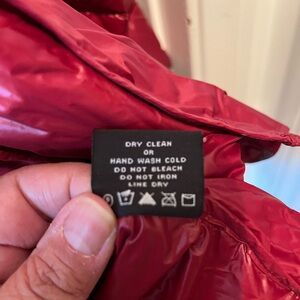 DRY CLEAN
OR
HAND WASH COLD
DO NOT BLEACH
DO NOT IRON
LINE DRY